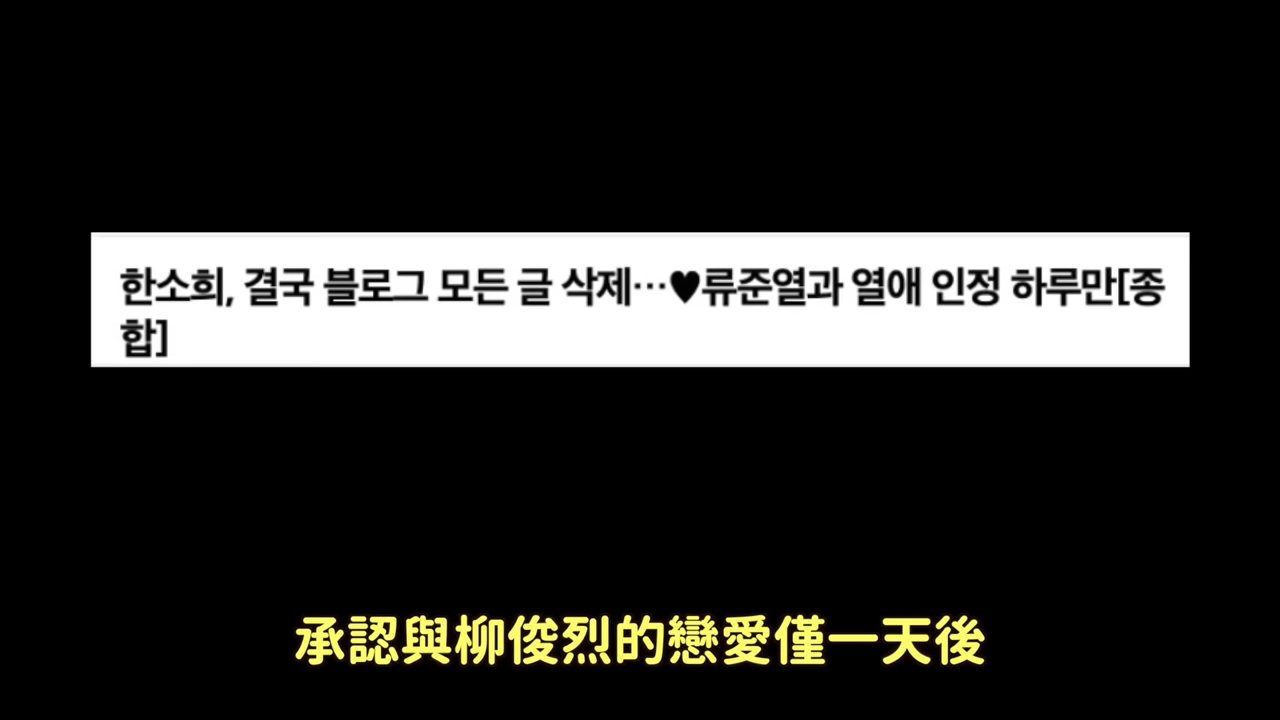 한소희, 결국 블로그 모든 글 삭제…♥류준열과 열애 인정 하루만[종
합]
承認與柳俊烈的戀愛僅一天後